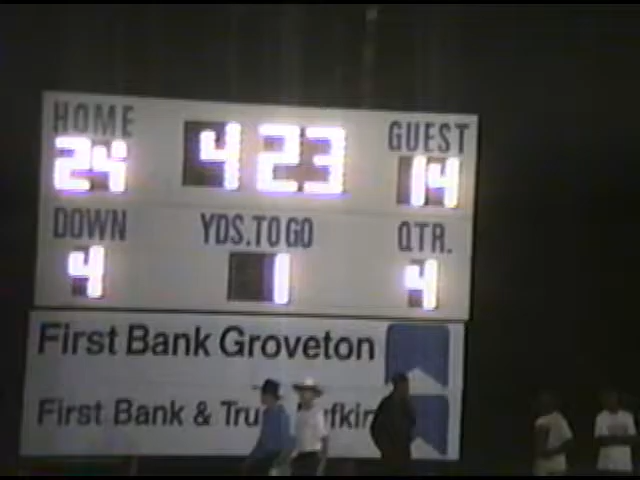 HOME 4 23 GUEST
24 14
DOWN YDS.TO GO QTR.
4 1 4
First Bank Groveton
First Bank &